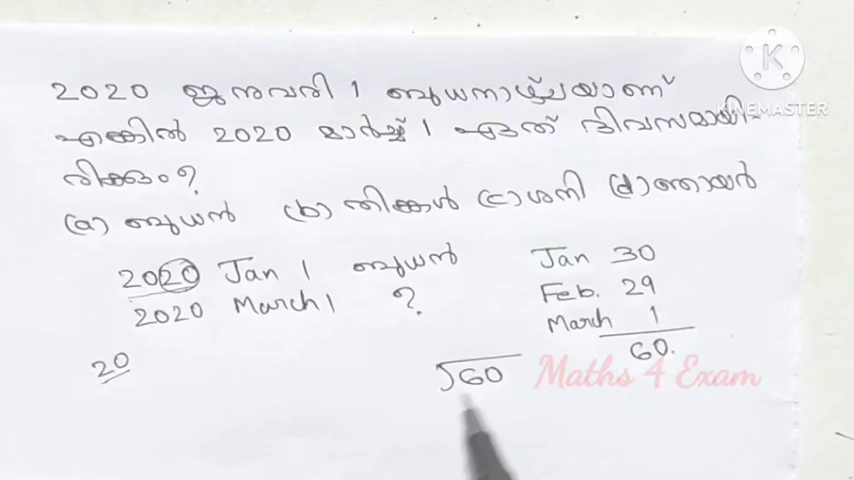 2020 ജനുവരി 1 ബുധനാഴ്ചയാണ്
എങ്കിൽ 2020 മാർച്ച് 1 ഏത് ദിവസമായി-
രിക്കും?
(a) ബുധൻ (b) തിങ്കൾ (c) ശനി (d) ഞായർ
2020 Jan 1 ബുധൻ
2020 March 1 ?
20
Jan 30
Feb. 29
March 1
60.
60
Maths 4 Exam
K
KINEMASTER